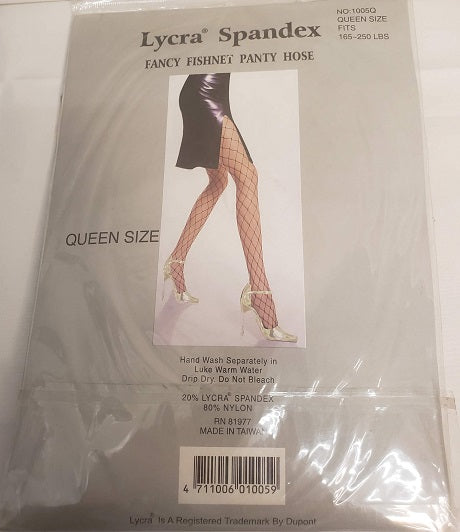 Lycra® Spandex
FANCY FISHNET PANTY HOSE
NO:1005Q
QUEEN SIZE
FITS
165-250 LBS
QUEEN SIZE
Hand Wash Separately in
Luke Warm Water
Drip Dry. Do Not Bleach
20% LYCRA® SPANDEX
80% NYLON
RN 81977
MADE IN TAIWAN
4 711006 010059
Lycra® Is A Registered Trademark By Dupont